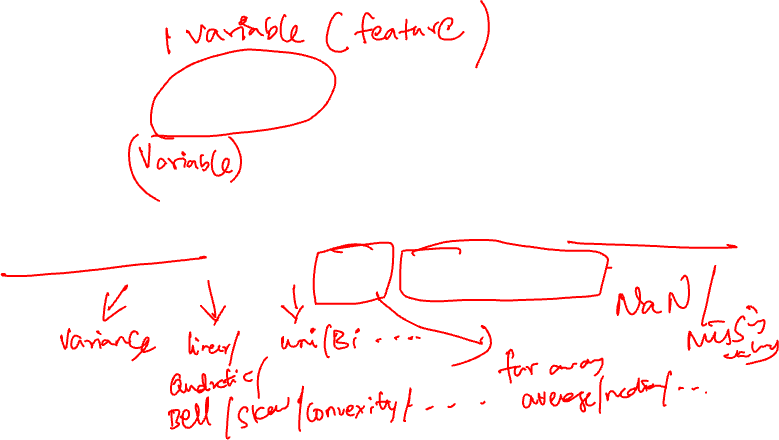 1 variable (feature)
(Variable)
Variance
linear/
Quadratic/
Bell/Skew/Convexity/....
uni/Bi ....
far away
average/median/...
NaN/
Missing